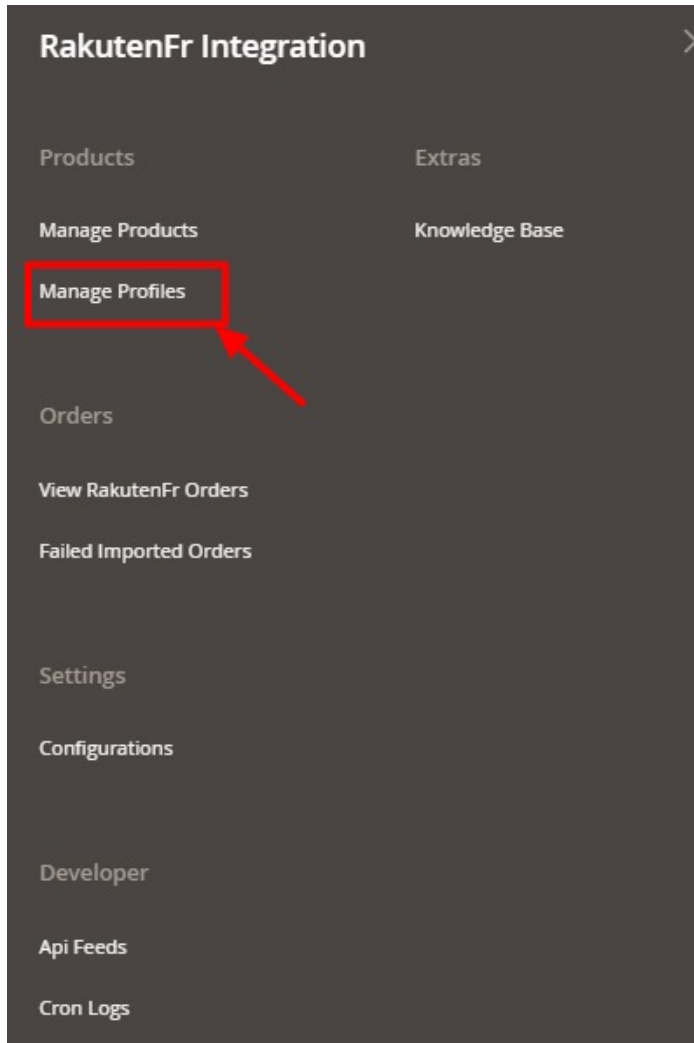 RakutenFr Integration
Products
Manage Products
Manage Profiles
Extras
Knowledge Base
Orders
View RakutenFr Orders
Failed Imported Orders
Settings
Configurations
Developer
Api Feeds
Cron Logs